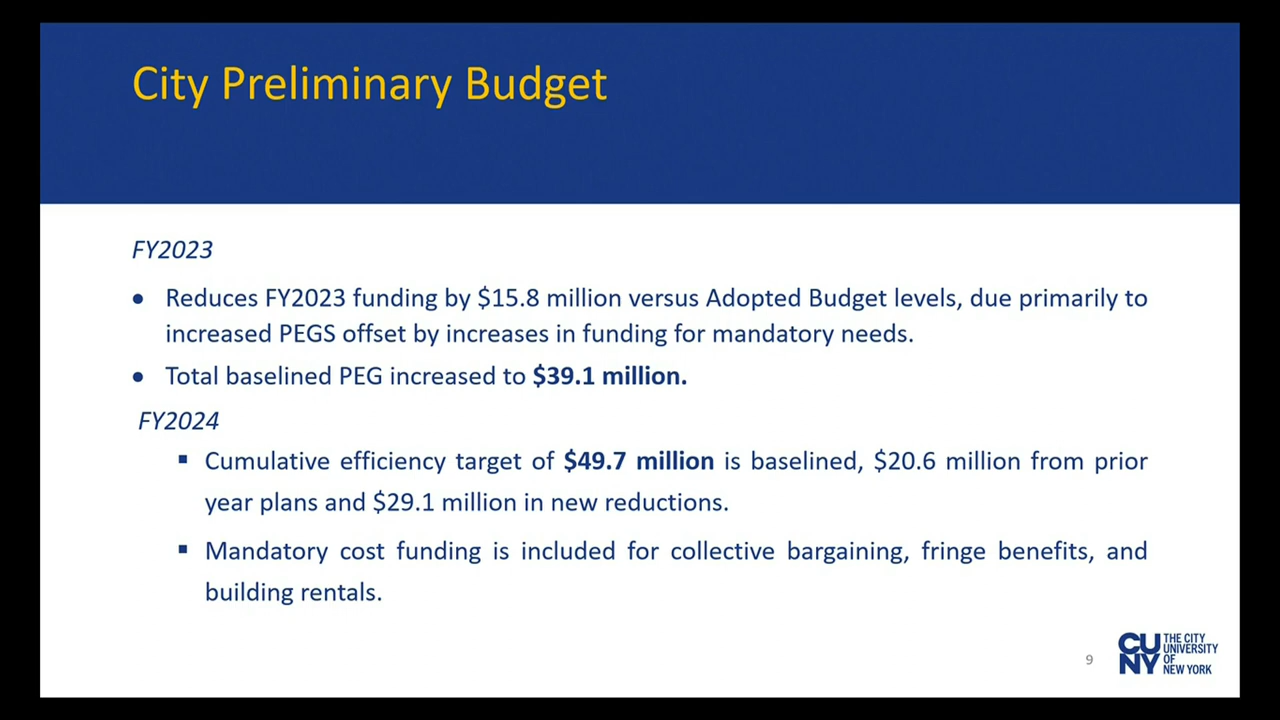 City Preliminary Budget
FY2023
• Reduces FY2023 funding by $15.8 million versus Adopted Budget levels, due primarily to
increased PEGS offset by increases in funding for mandatory needs.
• Total baselined PEG increased to $39.1 million.
FY2024
▪ Cumulative efficiency target of $49.7 million is baselined, $20.6 million from prior
year plans and $29.1 million in new reductions.
▪ Mandatory cost funding is included for collective bargaining, fringe benefits, and
building rentals.
9
CU
NY
THE CITY
UNIVERSITY
OF
NEW YORK